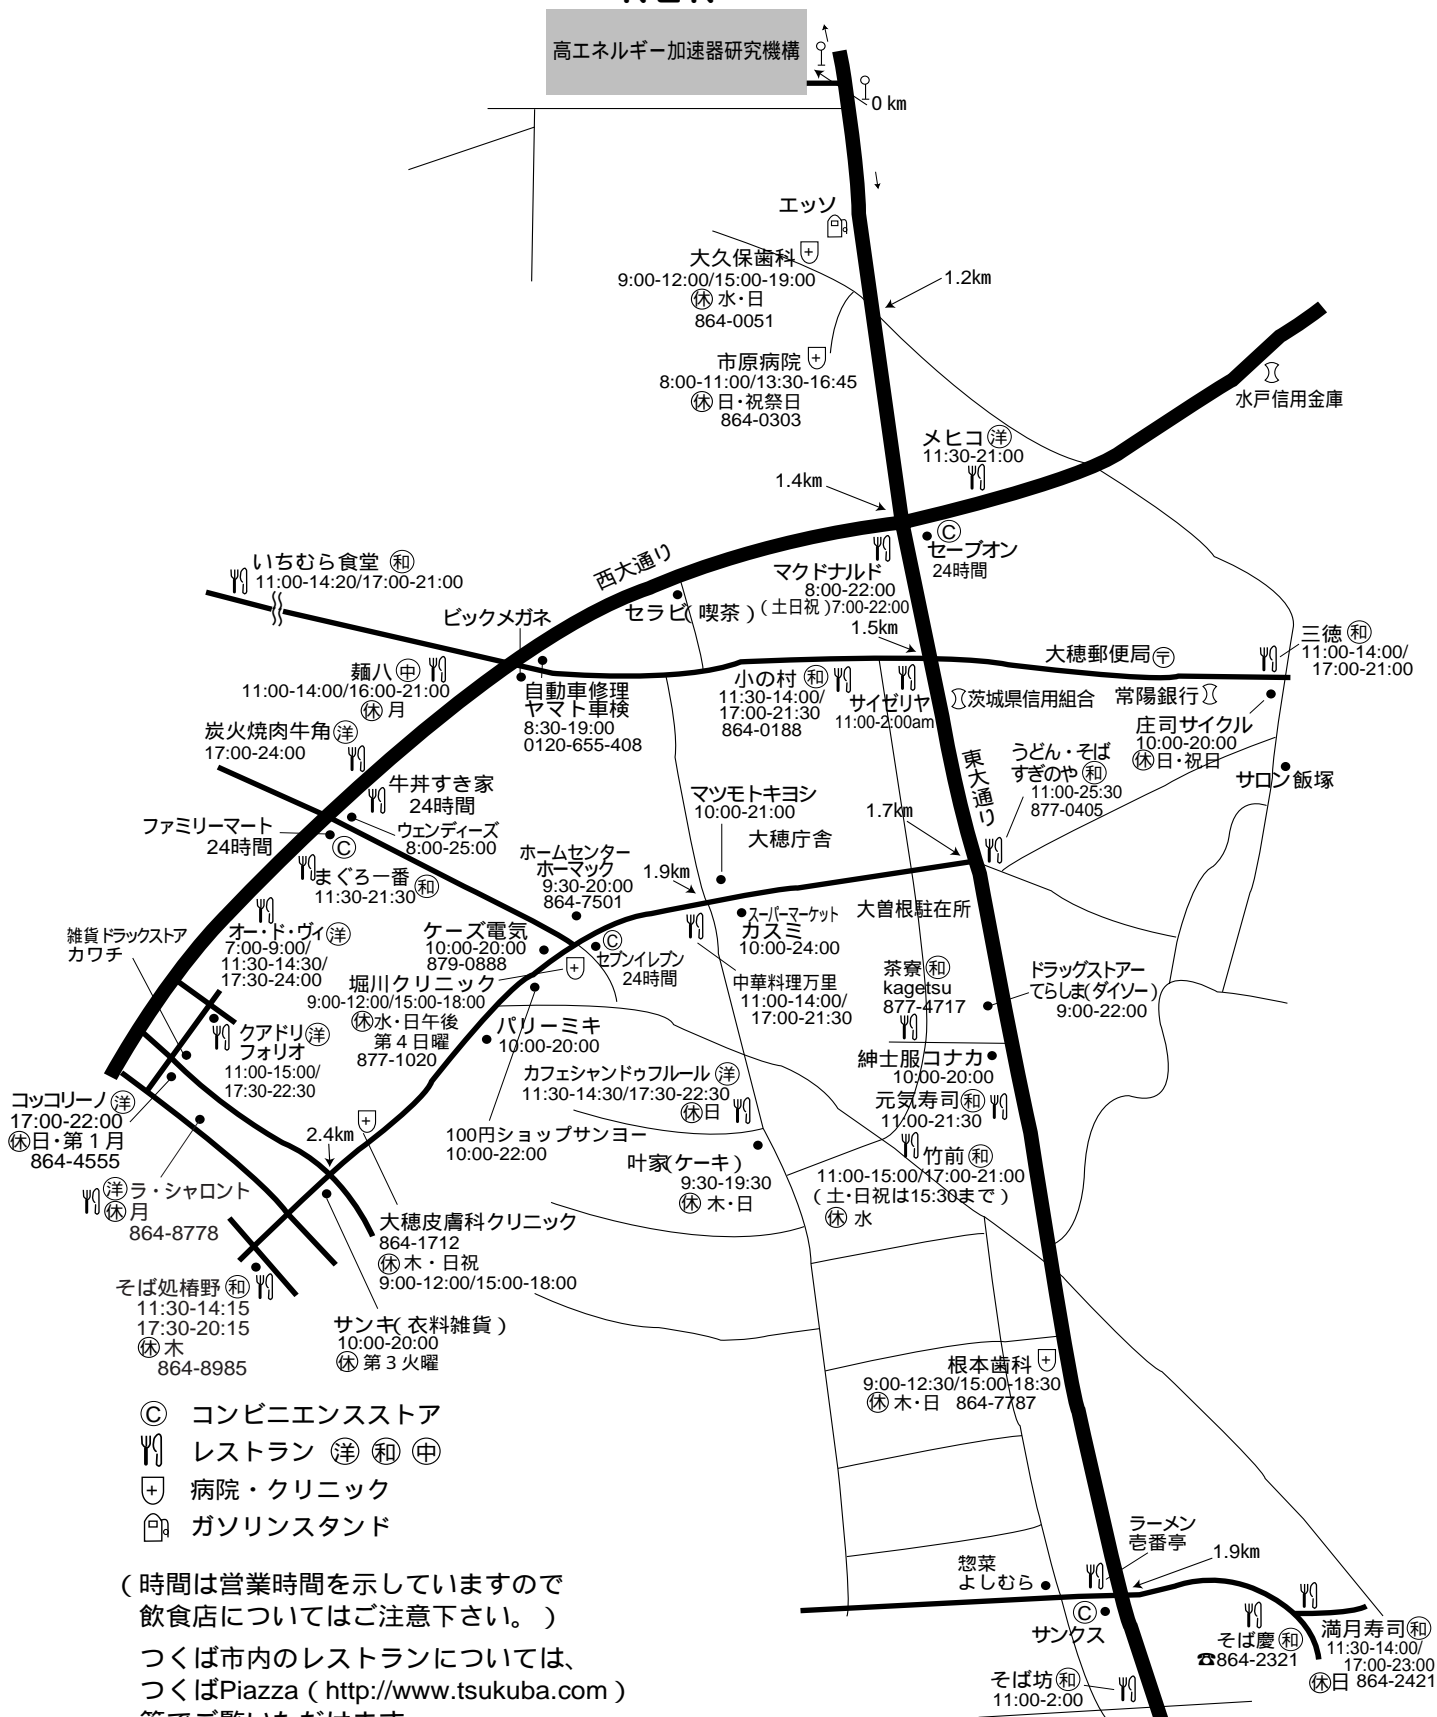 高エネルギー加速器研究機構
0 km
エッソ
大久保歯科
9:00-12:00/15:00-19:00
休 水・日
864-0051
1.2km
市原病院
8:00-11:00/13:30-16:45
休 日・祝祭日
864-0303
水戸信用金庫
メヒコ 洋
11:30-21:00
1.4km
C
セーブオン
24時間
西大通り
いちむら食堂 和
11:00-14:20/17:00-21:00
マクドナルド
8:00-22:00
(土日祝)7:00-22:00
セラビ(喫茶)
ビックメガネ
1.5km
大穂郵便局 〒
三徳 和
11:00-14:00/
17:00-21:00
麺八 中
11:00-14:00/16:00-21:00
休 月
自動車修理
ヤマト車検
8:30-19:00
0120-655-408
小の村 和
11:30-14:00/
17:00-21:30
864-0188
サイゼリヤ
11:00-2:00am
茨城県信用組合
常陽銀行
庄司サイクル
10:00-20:00
休 日・祝日
サロン飯塚
炭火焼肉牛角 洋
17:00-24:00
東大通り
うどん・そば
すぎのや 和
11:00-25:30
877-0405
牛丼すき家
24時間
ウェンディーズ
8:00-25:00
マツモトキヨシ
10:00-21:00
大穂庁舎
1.7km
ファミリーマート
24時間
C
まぐろ一番 和
11:30-21:30
ホームセンター
ホーマック
9:30-20:00
864-7501
1.9km
スーパーマーケット
カスミ
10:00-24:00
大曽根駐在所
雑貨 ドラックストア
カワチ
オー・ド・ヴィ 洋
7:00-9:00/
11:30-14:30/
17:30-24:00
ケーズ電気
10:00-20:00
879-0888
C
セブンイレブン
24時間
堀川クリニック
9:00-12:00/15:00-18:00
休 水・日午後
第4日曜
877-1020
中華料理万里
11:00-14:00/
17:00-21:30
茶寮 和
kagetsu
877-4717
ドラッグストアー
てらしま(ダイソー)
9:00-22:00
クアドリ 洋
フォリオ
11:00-15:00/
17:30-22:30
パリーミキ
10:00-20:00
紳士服コナカ
10:00-20:00
カフェシャンドゥフルール 洋
11:30-14:30/17:30-22:30
休 日
元気寿司 和
11:00-21:30
コッコリーノ 洋
17:00-22:00
休 日・第1月
864-4555
2.4km
100円ショップサンヨー
10:00-22:00
叶家(ケーキ)
9:30-19:30
休 木・日
竹前 和
11:00-15:00/17:00-21:00
(土・日祝は15:30まで)
休 水
洋 ラ・シャロント
休 月
864-8778
大穂皮膚科クリニック
864-1712
休 木・日祝
9:00-12:00/15:00-18:00
そば処椿野 和
11:30-14:15
17:30-20:15
休 木
864-8985
サンキ(衣料雑貨)
10:00-20:00
休 第3火曜
根本歯科
9:00-12:30/15:00-18:30
休 木・日 864-7787
C コンビニエンスストア
レストラン 洋 和 中
病院・クリニック
ガソリンスタンド
(時間は営業時間を示していますので
飲食店についてはご注意下さい。)
つくば市内のレストランについては、
つくばPiazza(http://www.tsukuba.com)
ラーメン
壱番亭
1.9km
惣菜
よしむら
C
サンクス
そば慶 和
☎864-2321
満月寿司 和
11:30-14:00/
17:00-23:00
休 日 864-2421
そば坊 和
11:00-2:00